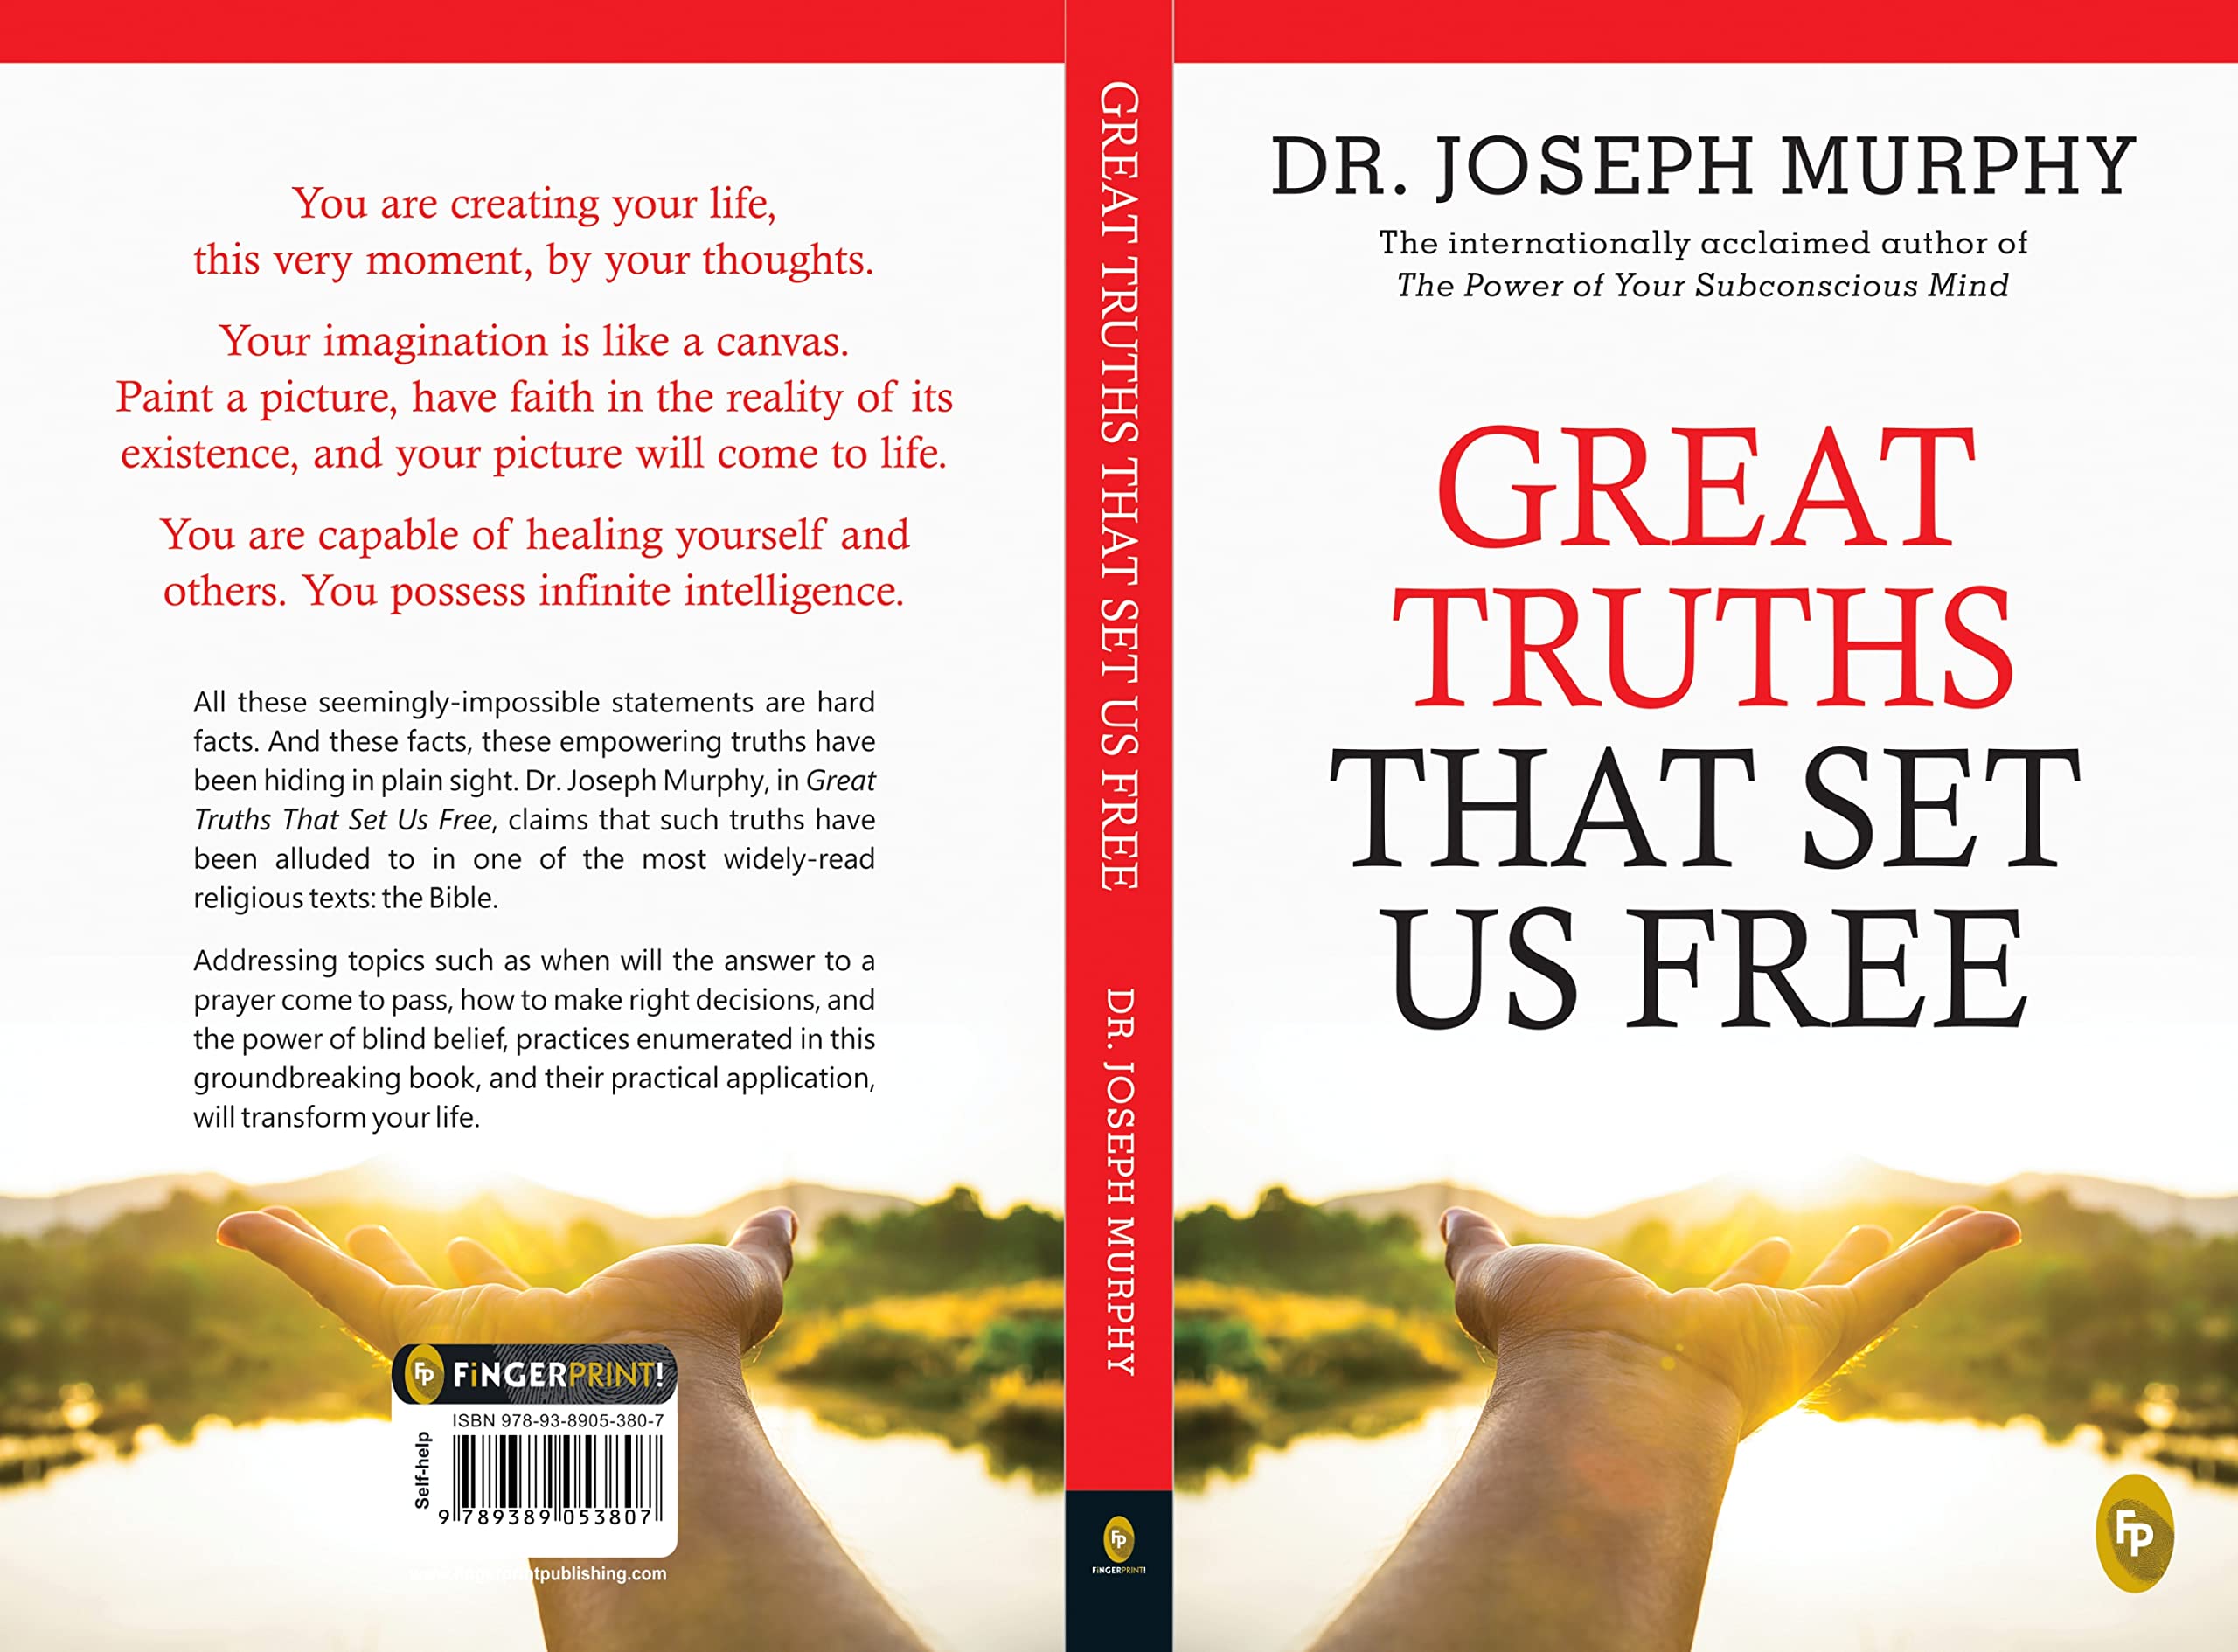 You are creating your life,
this very moment, by your thoughts.
Your imagination is like a canvas.
Paint a picture, have faith in the reality of its
existence, and your picture will come to life.
You are capable of healing yourself and
others. You possess infinite intelligence.
All these seemingly-impossible statements are hard
facts. And these facts, these empowering truths have
been hiding in plain sight. Dr. Joseph Murphy, in Great
Truths That Set Us Free, claims that such truths have
been alluded to in one of the most widely-read
religious texts: the Bible.
Addressing topics such as when will the answer to a
prayer come to pass, how to make right decisions, and
the power of blind belief, practices enumerated in this
groundbreaking book, and their practical application,
will transform your life.
FP FiNGERPRINT!
ISBN 978-93-8905-380-7
Self-help
9 789389 053807
GREAT TRUTHS THAT SET US FREE
DR. JOSEPH MURPHY
FP
FiNGERPRINT!
DR. JOSEPH MURPHY
The internationally acclaimed author of
The Power of Your Subconscious Mind
GREAT
TRUTHS
THAT SET
US FREE
FP